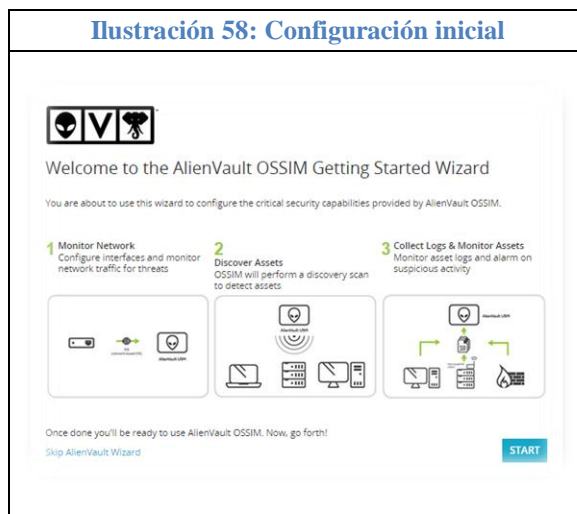 Ilustración 58: Configuración inicial
V
Welcome to the AlienVault OSSIM Getting Started Wizard
You are about to use this wizard to configure the critical security capabilities provided by AlienVault OSSIM.
1 Monitor Network
Configure interfaces and monitor
network traffic for threats
2
Discover Assets
OSSIM will perform a discovery scan
to detect assets
3 Collect Logs & Monitor Assets
Monitor asset logs and alarm on
suspicious activity
AlienVault USM
AlienVault USM
AlienVault USM
Once done you'll be ready to use AlienVault OSSIM. Now, go forth!
Skip AlienVault Wizard
START